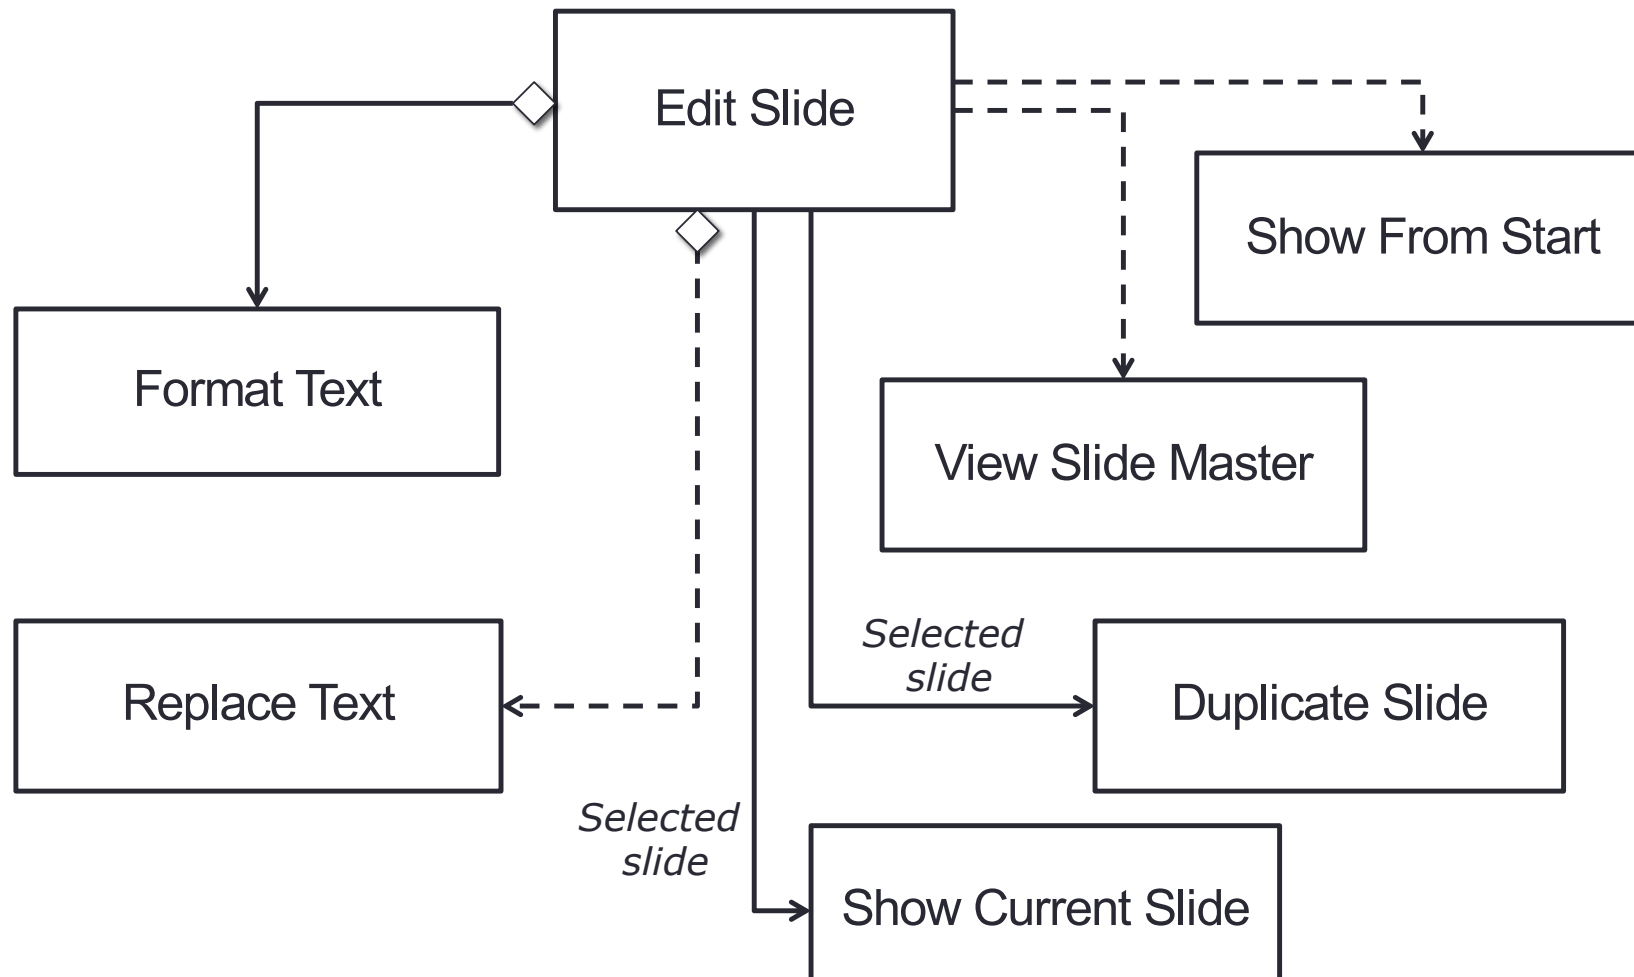 Edit Slide
Show From Start
Format Text
View Slide Master
Selected
slide
Replace Text
Duplicate Slide
Selected
slide
Show Current Slide